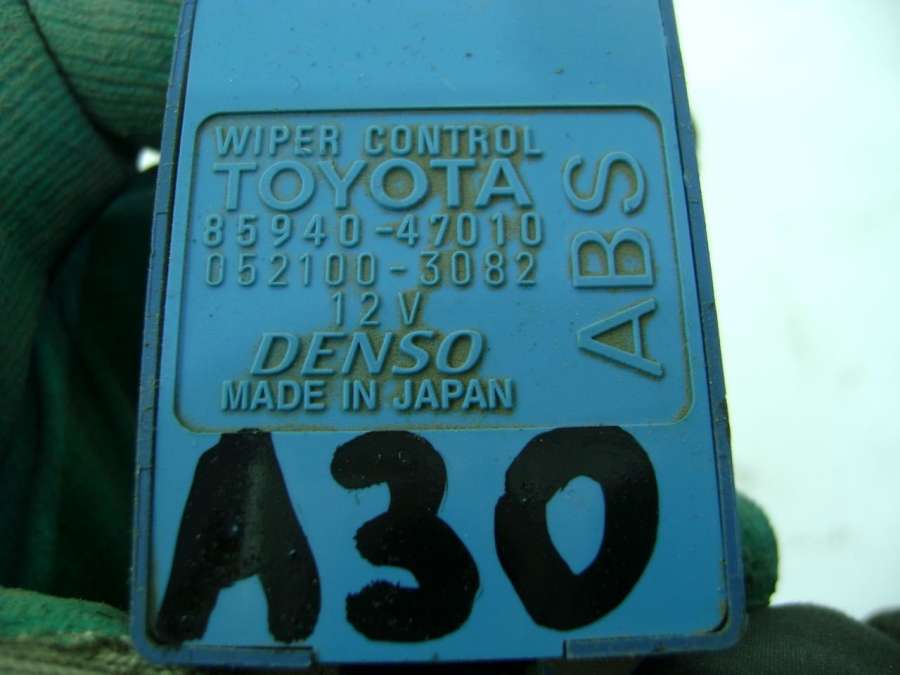 WIPER CONTROL
TOYOTA
85940-47010
052100-3082
12V
DENSO
MADE IN JAPAN
ABS
A30